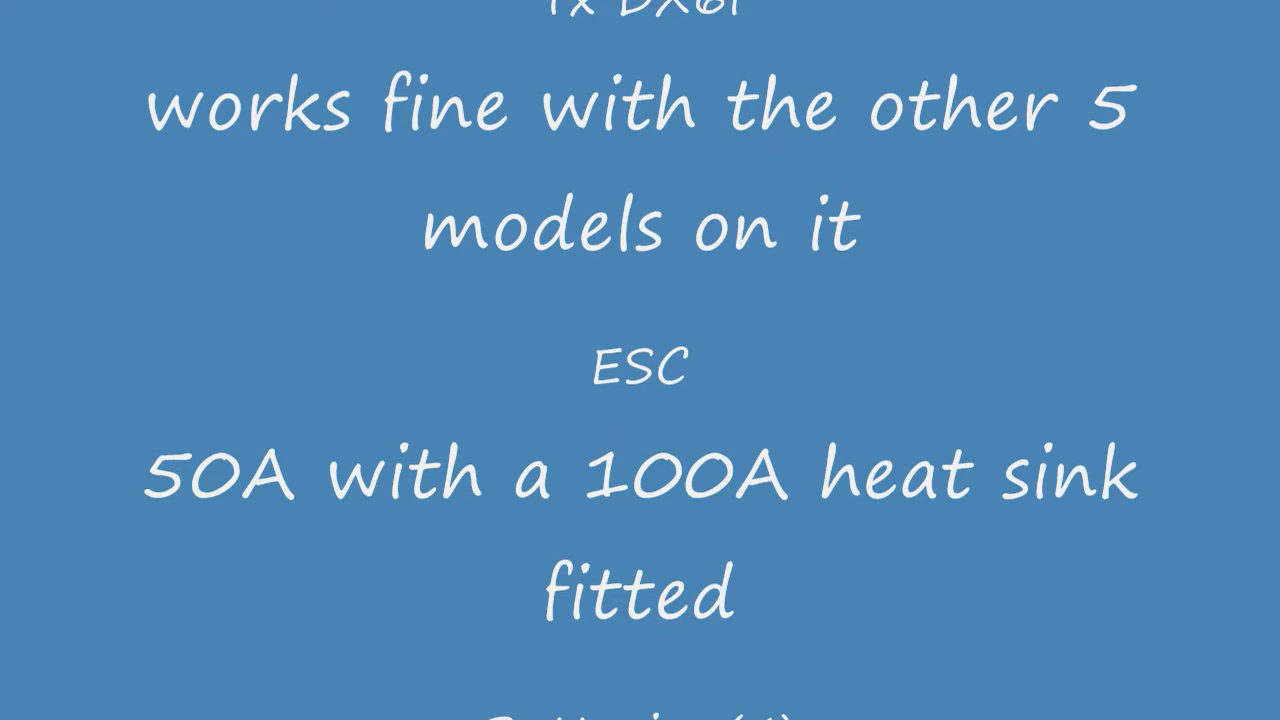 works fine with the other 5
models on it
ESC
50A with a 100A heat sink
fitted